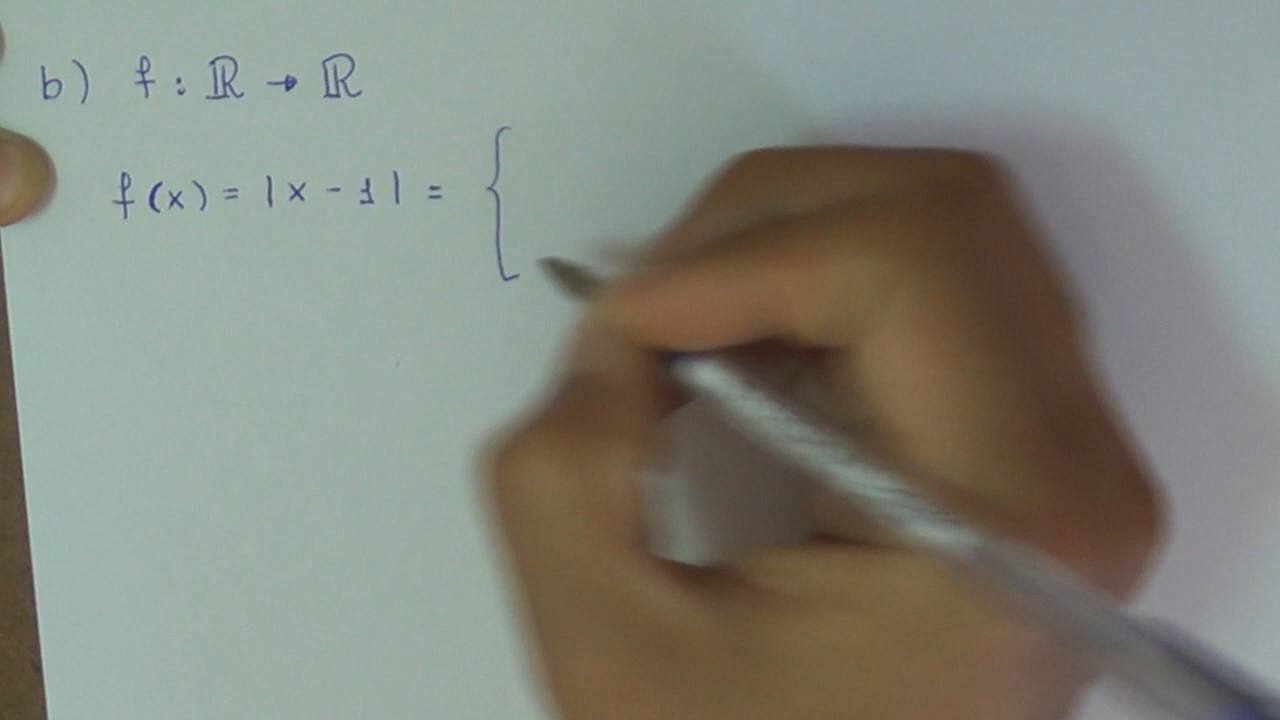 b) f : ℝ → ℝ
f(x) = |x - 1| = {